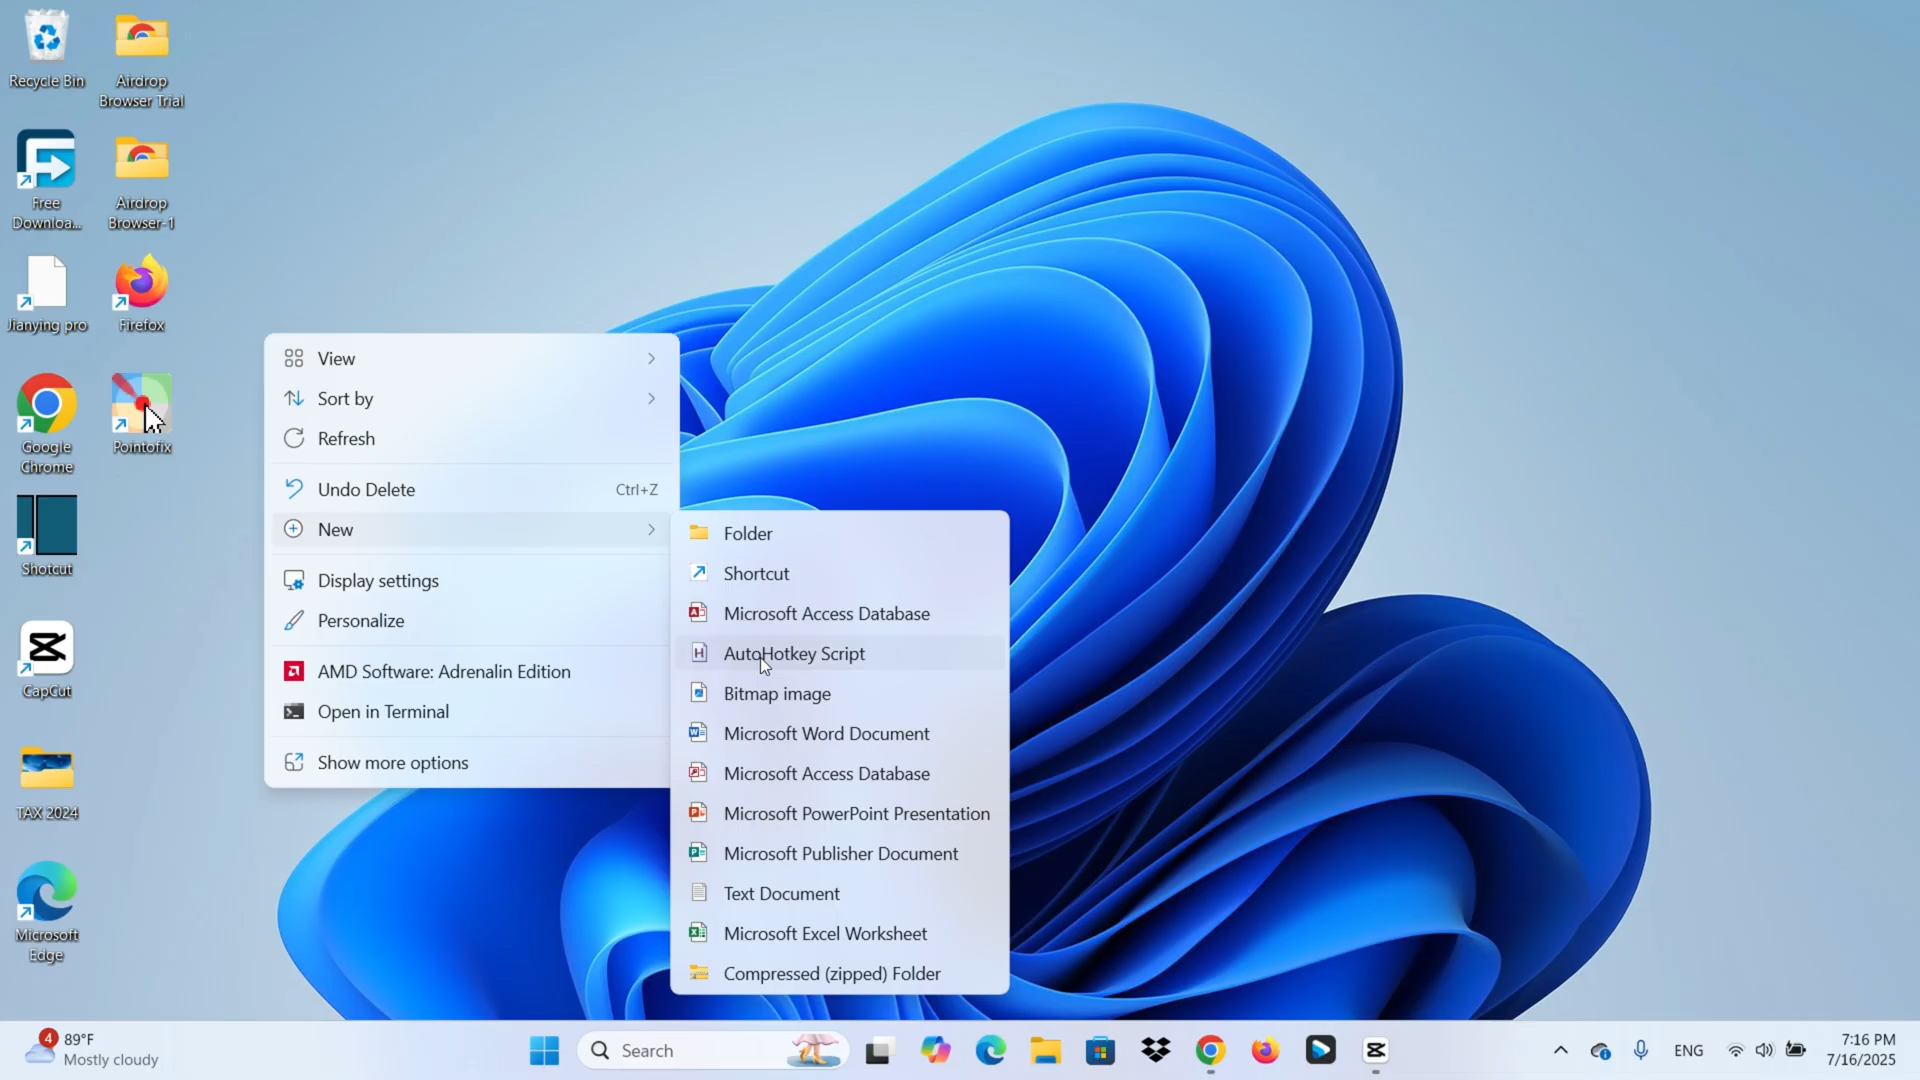 Recycle Bin
Airdrop
Browser Trial
Free
Downloa...
Airdrop
Browser-1
Jianying pro
Firefox
Google
Chrome
Pointofix
Shotcut
CapCut
TAX 2024
Microsoft
Edge
View
Sort by
Refresh
Undo Delete Ctrl+Z
New
Display settings
Personalize
AMD Software: Adrenalin Edition
Open in Terminal
Show more options
Folder
Shortcut
Microsoft Access Database
AutoHotkey Script
Bitmap image
Microsoft Word Document
Microsoft Access Database
Microsoft PowerPoint Presentation
Microsoft Publisher Document
Text Document
Microsoft Excel Worksheet
Compressed (zipped) Folder
4
89°F
Mostly cloudy
Search
ENG
7:16 PM
7/16/2025